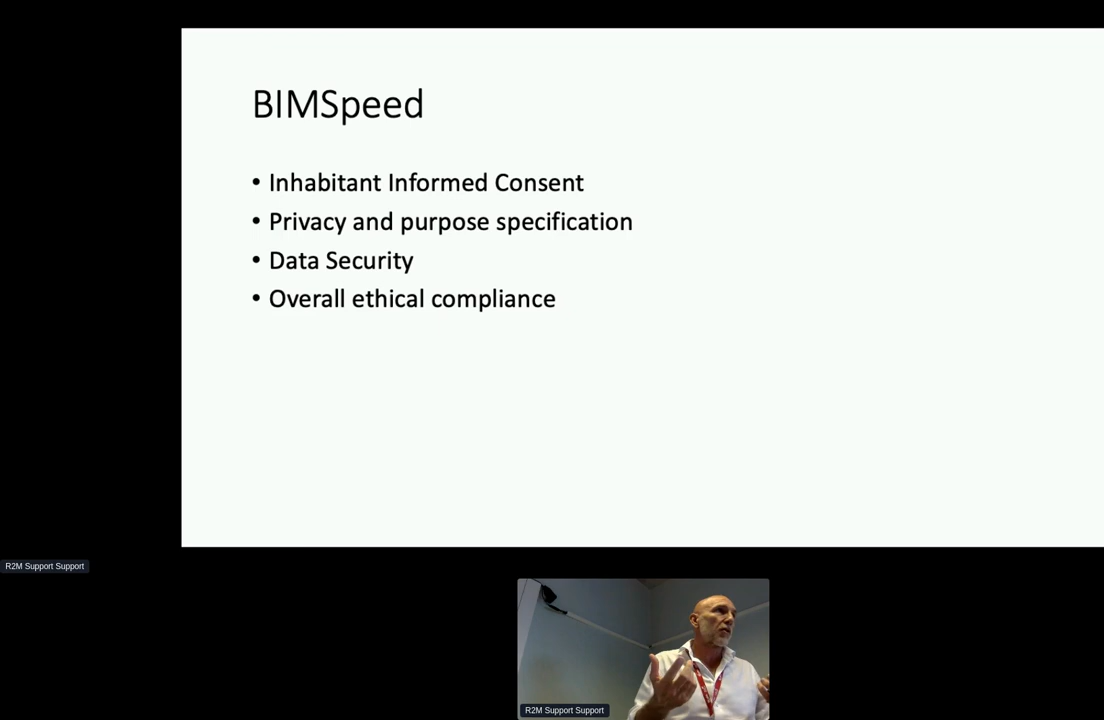 BIMSpeed
• Inhabitant Informed Consent
• Privacy and purpose specification
• Data Security
• Overall ethical compliance
R2M Support Support
R2M Support Support